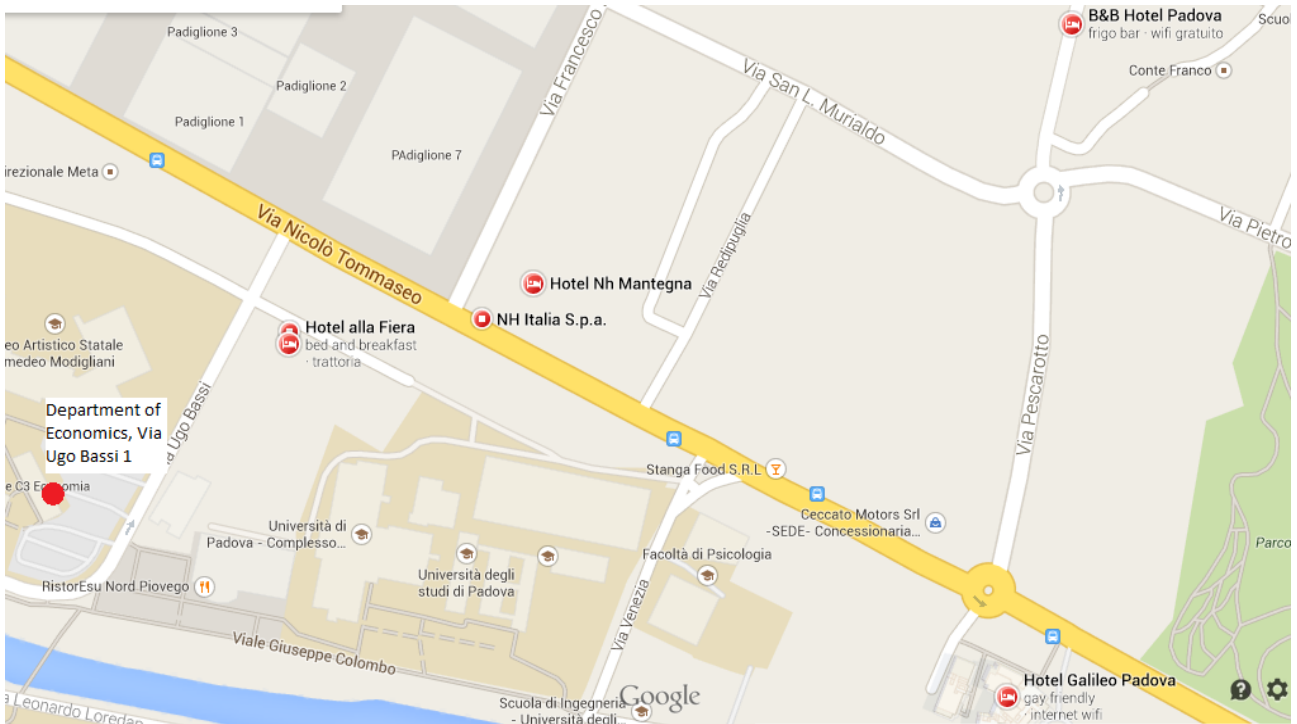 Padiglione 3
Padiglione 2
Padiglione 1
PAdiglione 7
Via Francesco
Via San L. Murialdo
B&B Hotel Padova
frigo bar · wifi gratuito
Scuol
Conte Franco
irezionale Meta
Via Nicolò Tommaseo
Via Redipuglia
Via Pietro
Hotel Nh Mantegna
NH Italia S.p.a.
Hotel alla Fiera
bed and breakfast
· trattoria
eo Artistico Statale
medeo Modigliani
Department of
Economics, Via
Ugo Bassi 1
a Ugo Bassi
Via Pescarotto
e C3 Economia
Stanga Food S.R.L
Ceccato Motors Srl
-SEDE- Concessionaria...
Università di
Padova - Complesso...
Università degli
studi di Padova
Facoltà di Psicologia
Parco
RistorEsu Nord Piovego
Via Venezia
Viale Giuseppe Colombo
a Leonardo Loredan
Scuola di Ingegneria
- Università degli...
Google
Hotel Galileo Padova
gay friendly
· internet wifi